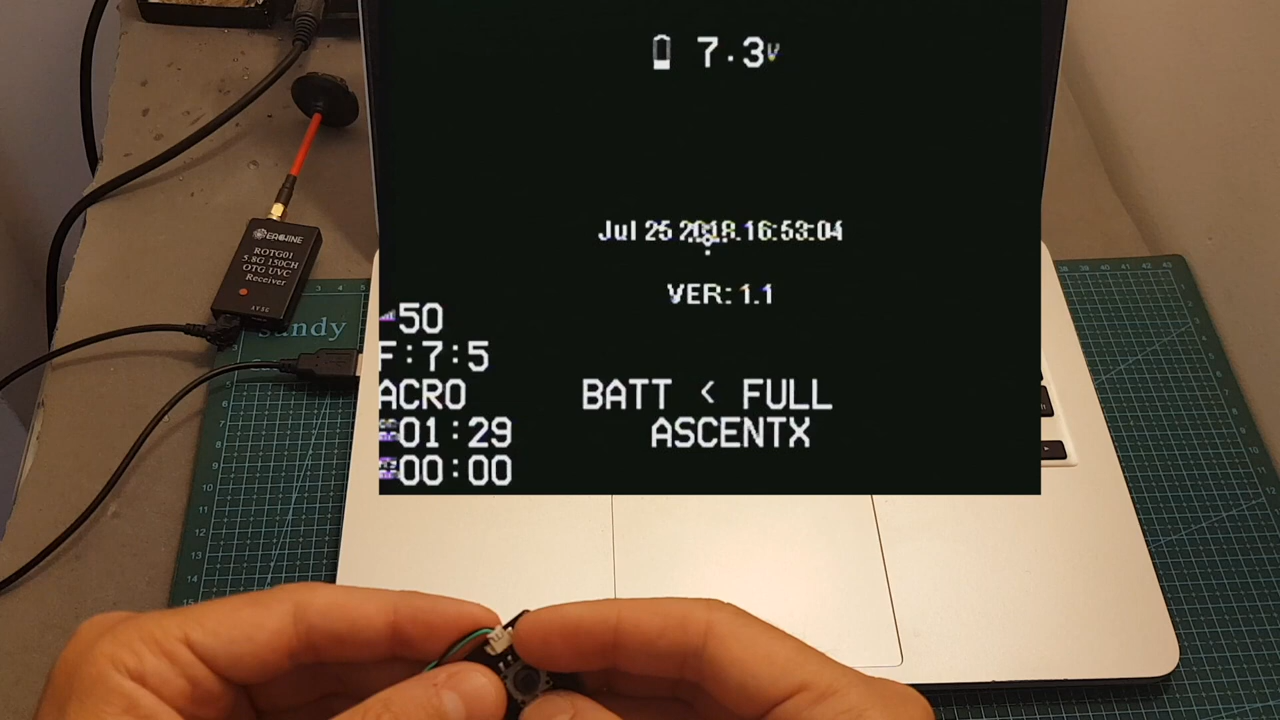 7.3V
Jul 25 2018 16:53:04
VER: 1.1
50
F:7:5
ACRO
BATT < FULL
01:29
ASCENTX
00:00
EACHINE
ROTG01
5.8G 150CH
OTG UVC
Receiver
sandy